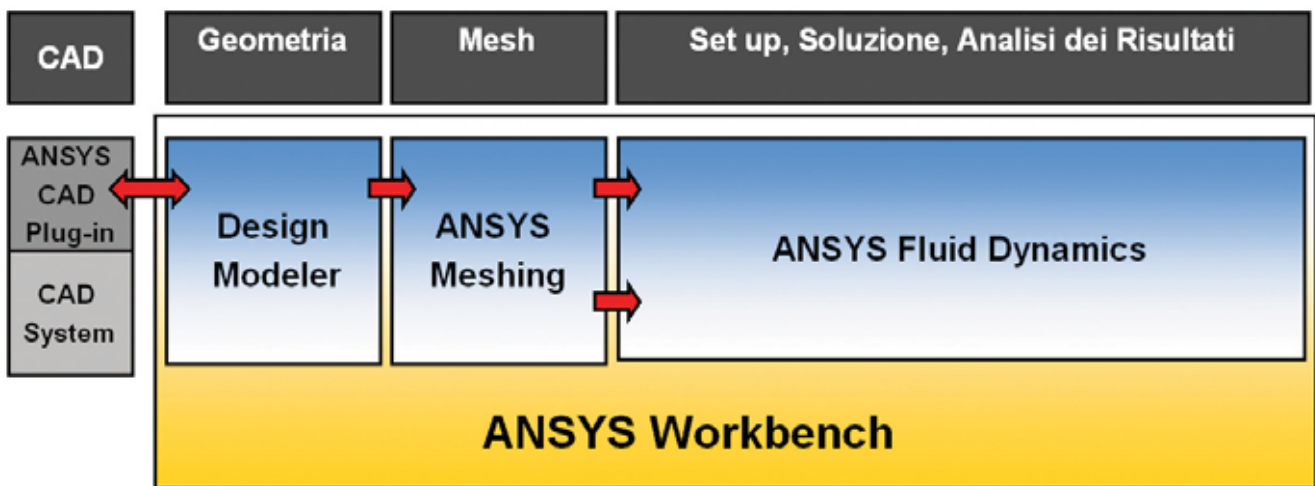 CAD
Geometria
Mesh
Set up, Soluzione, Analisi dei Risultati
ANSYS
CAD
Plug-in
CAD
System
Design
Modeler
ANSYS
Meshing
ANSYS Fluid Dynamics
ANSYS Workbench